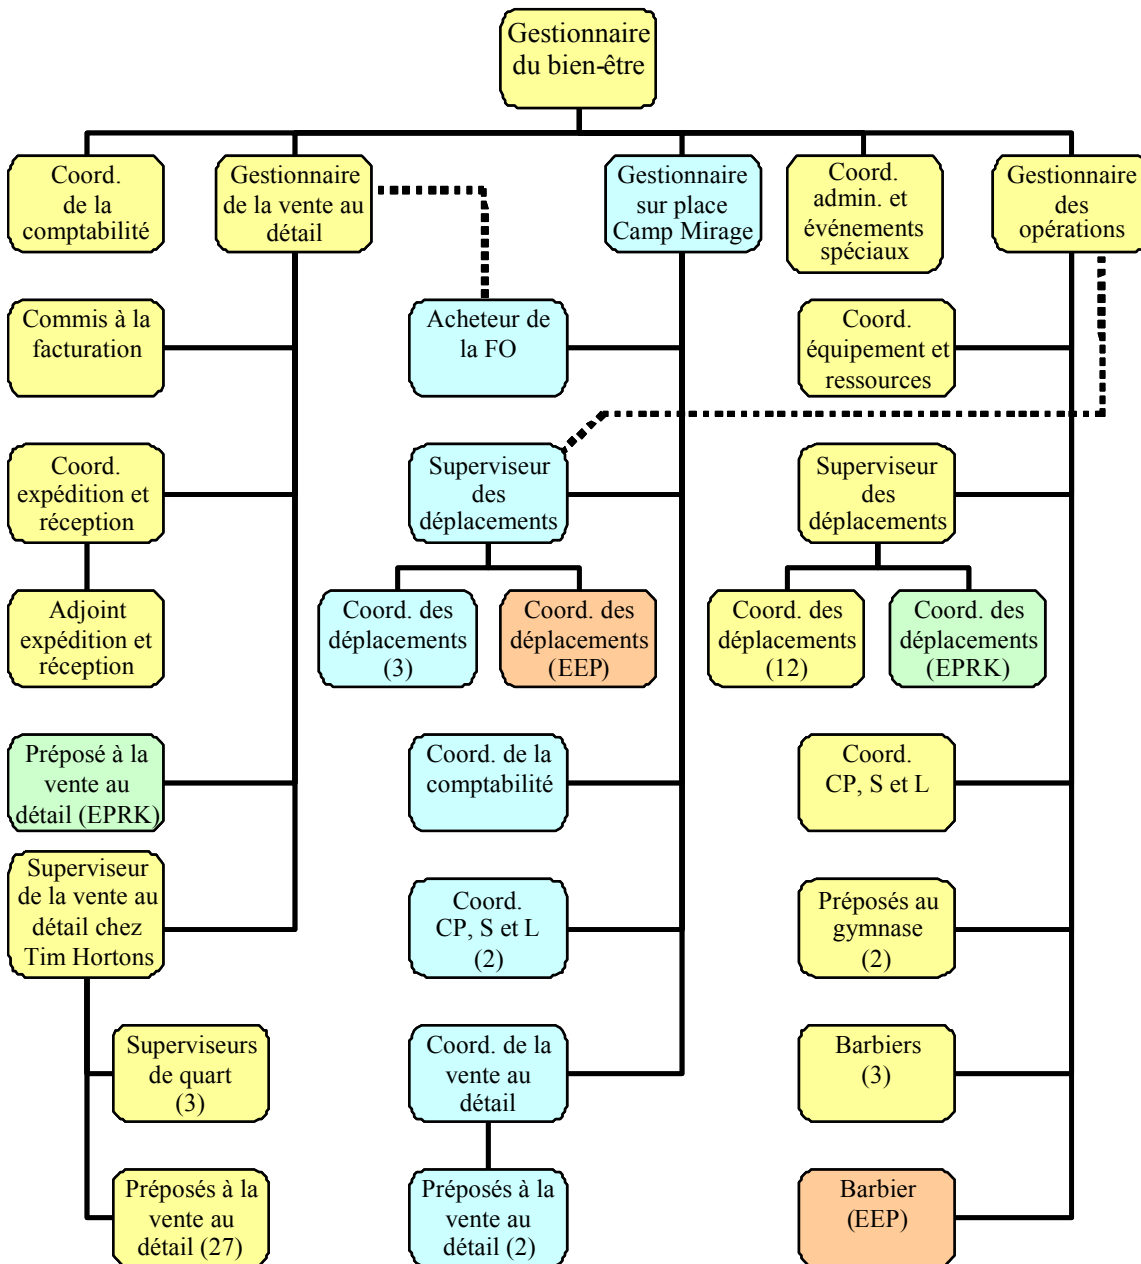 Gestionnaire
du bien-être
Coord.
de la
comptabilité
Gestionnaire
de la vente au
détail
Gestionnaire
sur place
Camp Mirage
Coord.
admin. et
événements
spéciaux
Gestionnaire
des
opérations
Commis à la
facturation
Acheteur de
la FO
Coord.
équipement et
ressources
Coord.
expédition et
réception
Superviseur
des
déplacements
Superviseur
des
déplacements
Adjoint
expédition et
réception
Coord. des
déplacements
(3)
Coord. des
déplacements
(EEP)
Coord. des
déplacements
(12)
Coord. des
déplacements
(EPRK)
Préposé à la
vente au
détail (EPRK)
Coord. de la
comptabilité
Coord.
CP, S et L
Superviseur
de la vente au
détail chez
Tim Hortons
Coord.
CP, S et L
(2)
Préposés au
gymnase
(2)
Superviseurs
de quart
(3)
Coord. de la
vente au
détail
Barbiers
(3)
Préposés à la
vente au
détail (27)
Préposés à la
vente au
détail (2)
Barbier
(EEP)